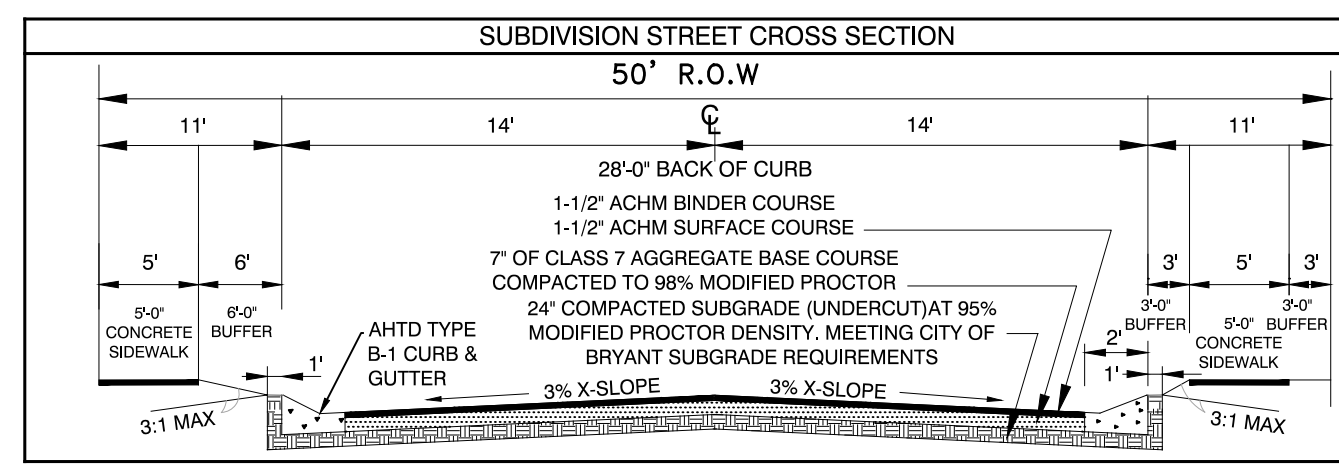 SUBDIVISION STREET CROSS SECTION
50' R.O.W
11'
14'
℄
14'
11'
28'-0" BACK OF CURB
1-1/2" ACHM BINDER COURSE
1-1/2" ACHM SURFACE COURSE
7" OF CLASS 7 AGGREGATE BASE COURSE
COMPACTED TO 98% MODIFIED PROCTOR
24" COMPACTED SUBGRADE (UNDERCUT)AT 95%
MODIFIED PROCTOR DENSITY. MEETING CITY OF
BRYANT SUBGRADE REQUIREMENTS
5'
6'
5'-0"
CONCRETE
SIDEWALK
6'-0"
BUFFER
1'
AHTD TYPE
B-1 CURB &
GUTTER
3% X-SLOPE
3% X-SLOPE
3:1 MAX
3'
5'
3'
3'-0"
BUFFER
5'-0"
CONCRETE
SIDEWALK
3'-0"
BUFFER
2'
1'
3:1 MAX